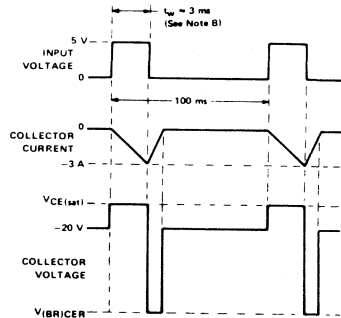 tw ≈ 3 ms
(See Note B)
5 V
INPUT
VOLTAGE
0
100 ms
0
COLLECTOR
CURRENT
−3 A
VCE(sat)
−20 V
COLLECTOR
VOLTAGE
V(BR)CER